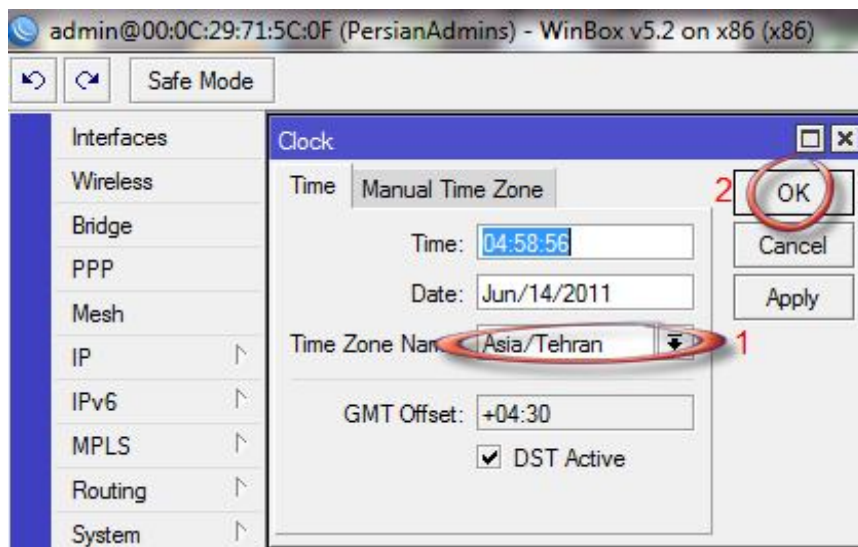 admin@00:0C:29:71:5C:0F (PersianAdmins) - WinBox v5.2 on x86 (x86)
Safe Mode
Interfaces
Wireless
Bridge
PPP
Mesh
IP
IPv6
MPLS
Routing
System
Clock
Time
Manual Time Zone
Time: 04:58:56
Date: Jun/14/2011
Time Zone Nam Asia/Tehran 1
GMT Offset: +04:30
DST Active
2 OK
Cancel
Apply